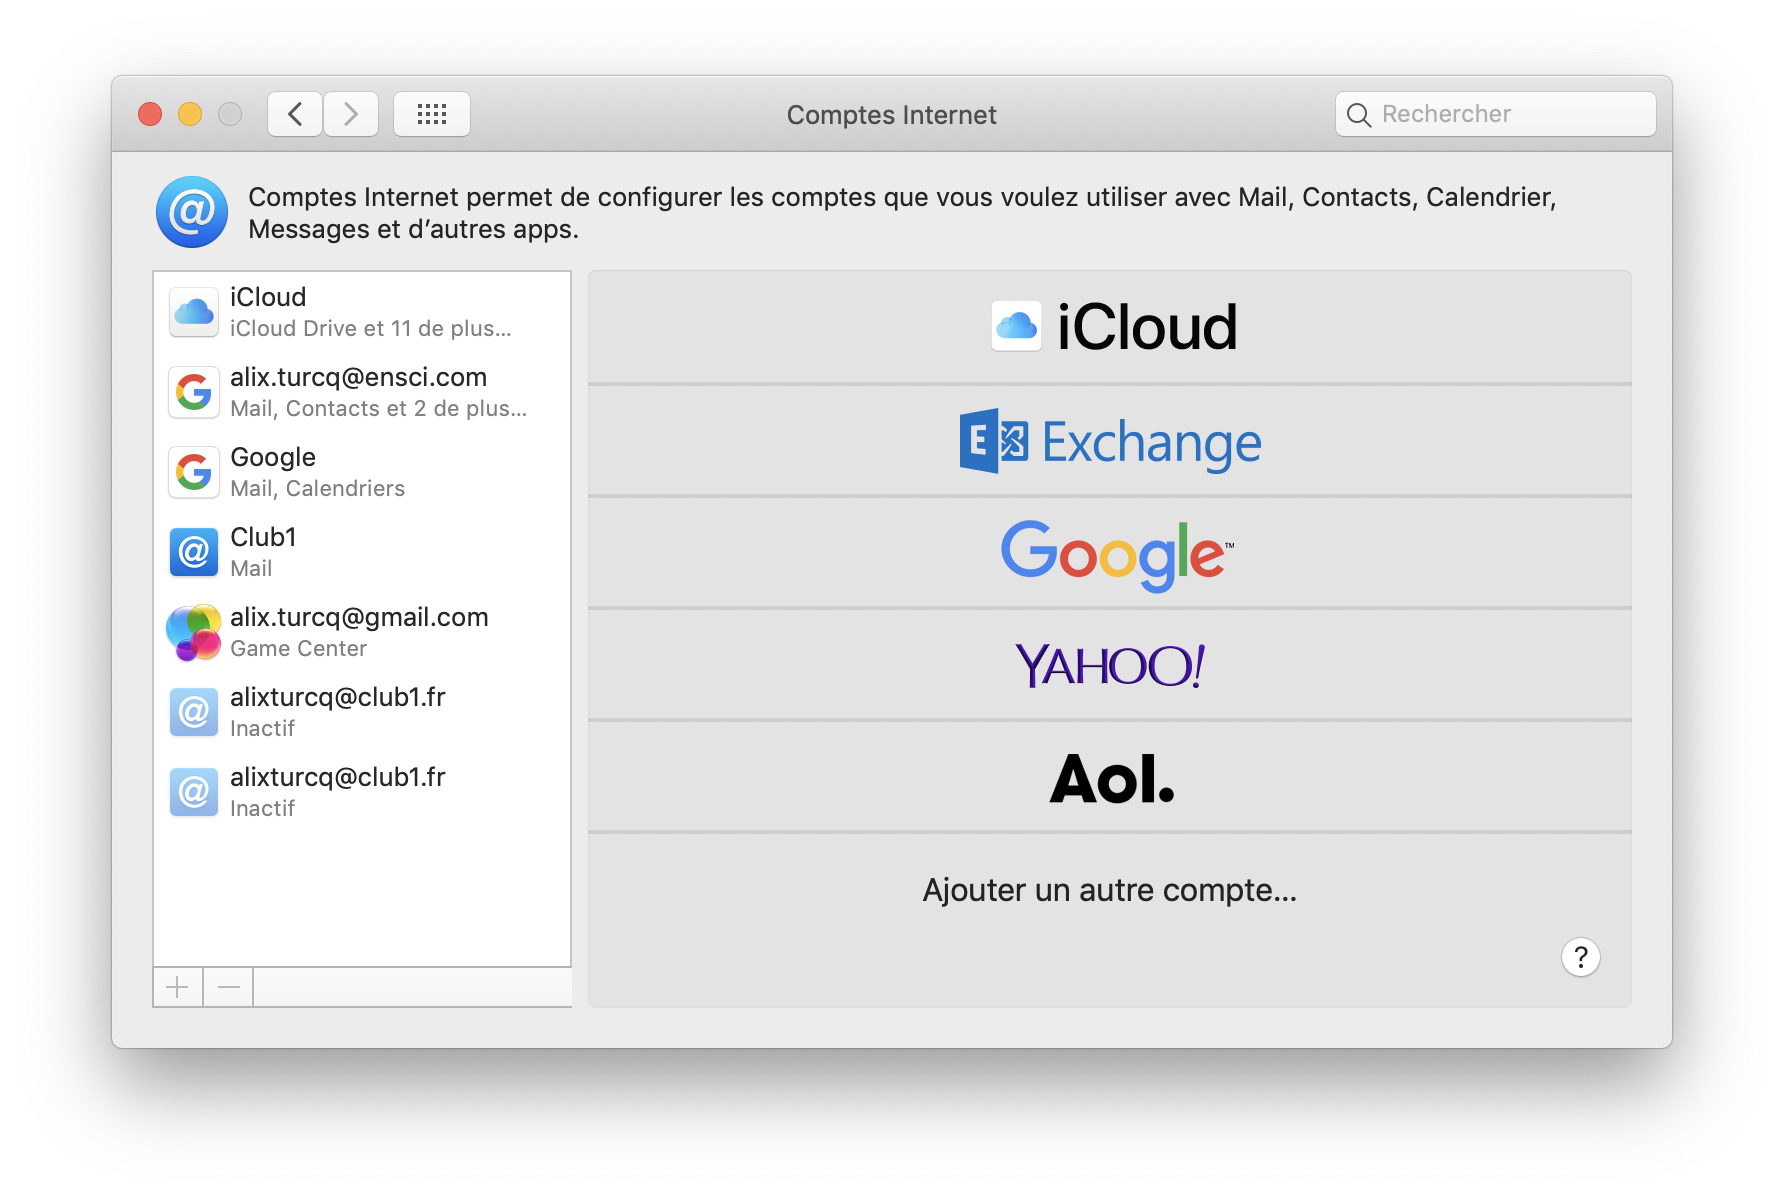 Comptes Internet
Rechercher
Comptes Internet permet de configurer les comptes que vous voulez utiliser avec Mail, Contacts, Calendrier,
Messages et d’autres apps.
iCloud
iCloud Drive et 11 de plus…
alix.turcq@ensci.com
Mail, Contacts et 2 de plus…
Google
Mail, Calendriers
Club1
Mail
alix.turcq@gmail.com
Game Center
alixturcq@club1.fr
Inactif
alixturcq@club1.fr
Inactif
iCloud
E Exchange
Google™
YAHOO!
Aol.
Ajouter un autre compte…
?